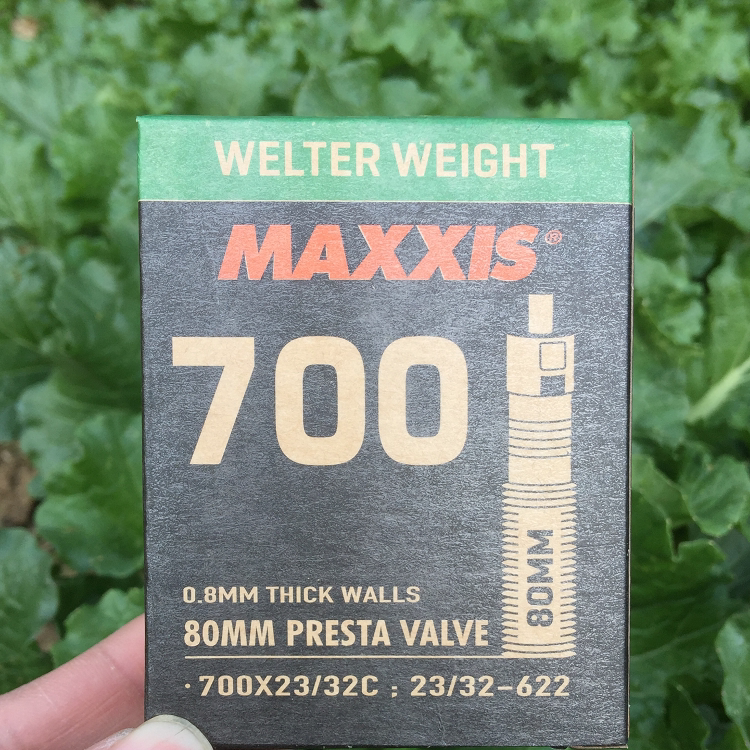 WELTER WEIGHT
MAXXIS®
700
80MM
0.8MM THICK WALLS
80MM PRESTA VALVE
·700X23/32C ; 23/32-622